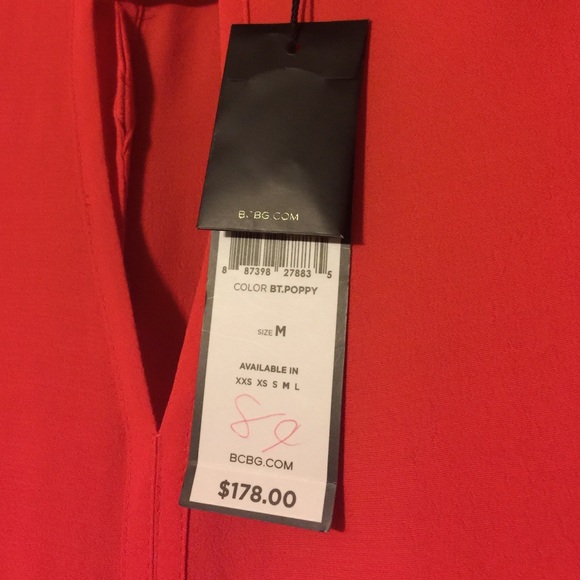 BCBG.COM
8 87398 27883 5
COLOR BT.POPPY
SIZE M
AVAILABLE IN
XXS XS S M L
BCBG.COM
$178.00